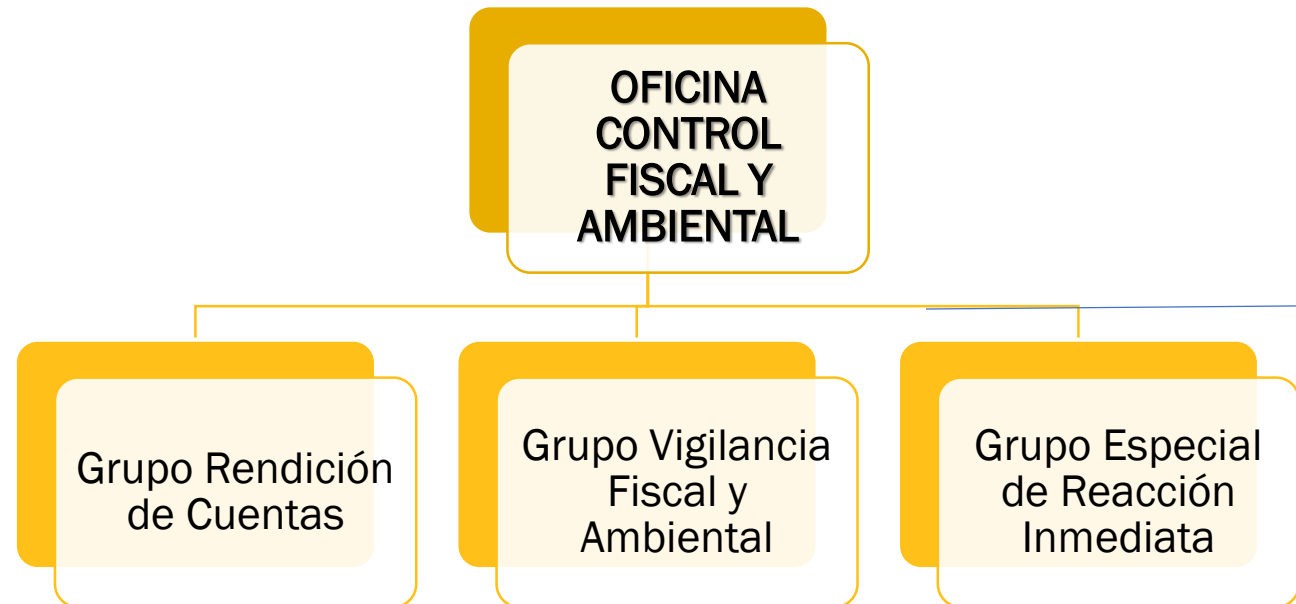 OFICINA
CONTROL
FISCAL Y
AMBIENTAL
Grupo Rendición
de Cuentas
Grupo Vigilancia
Fiscal y
Ambiental
Grupo Especial
de Reacción
Inmediata